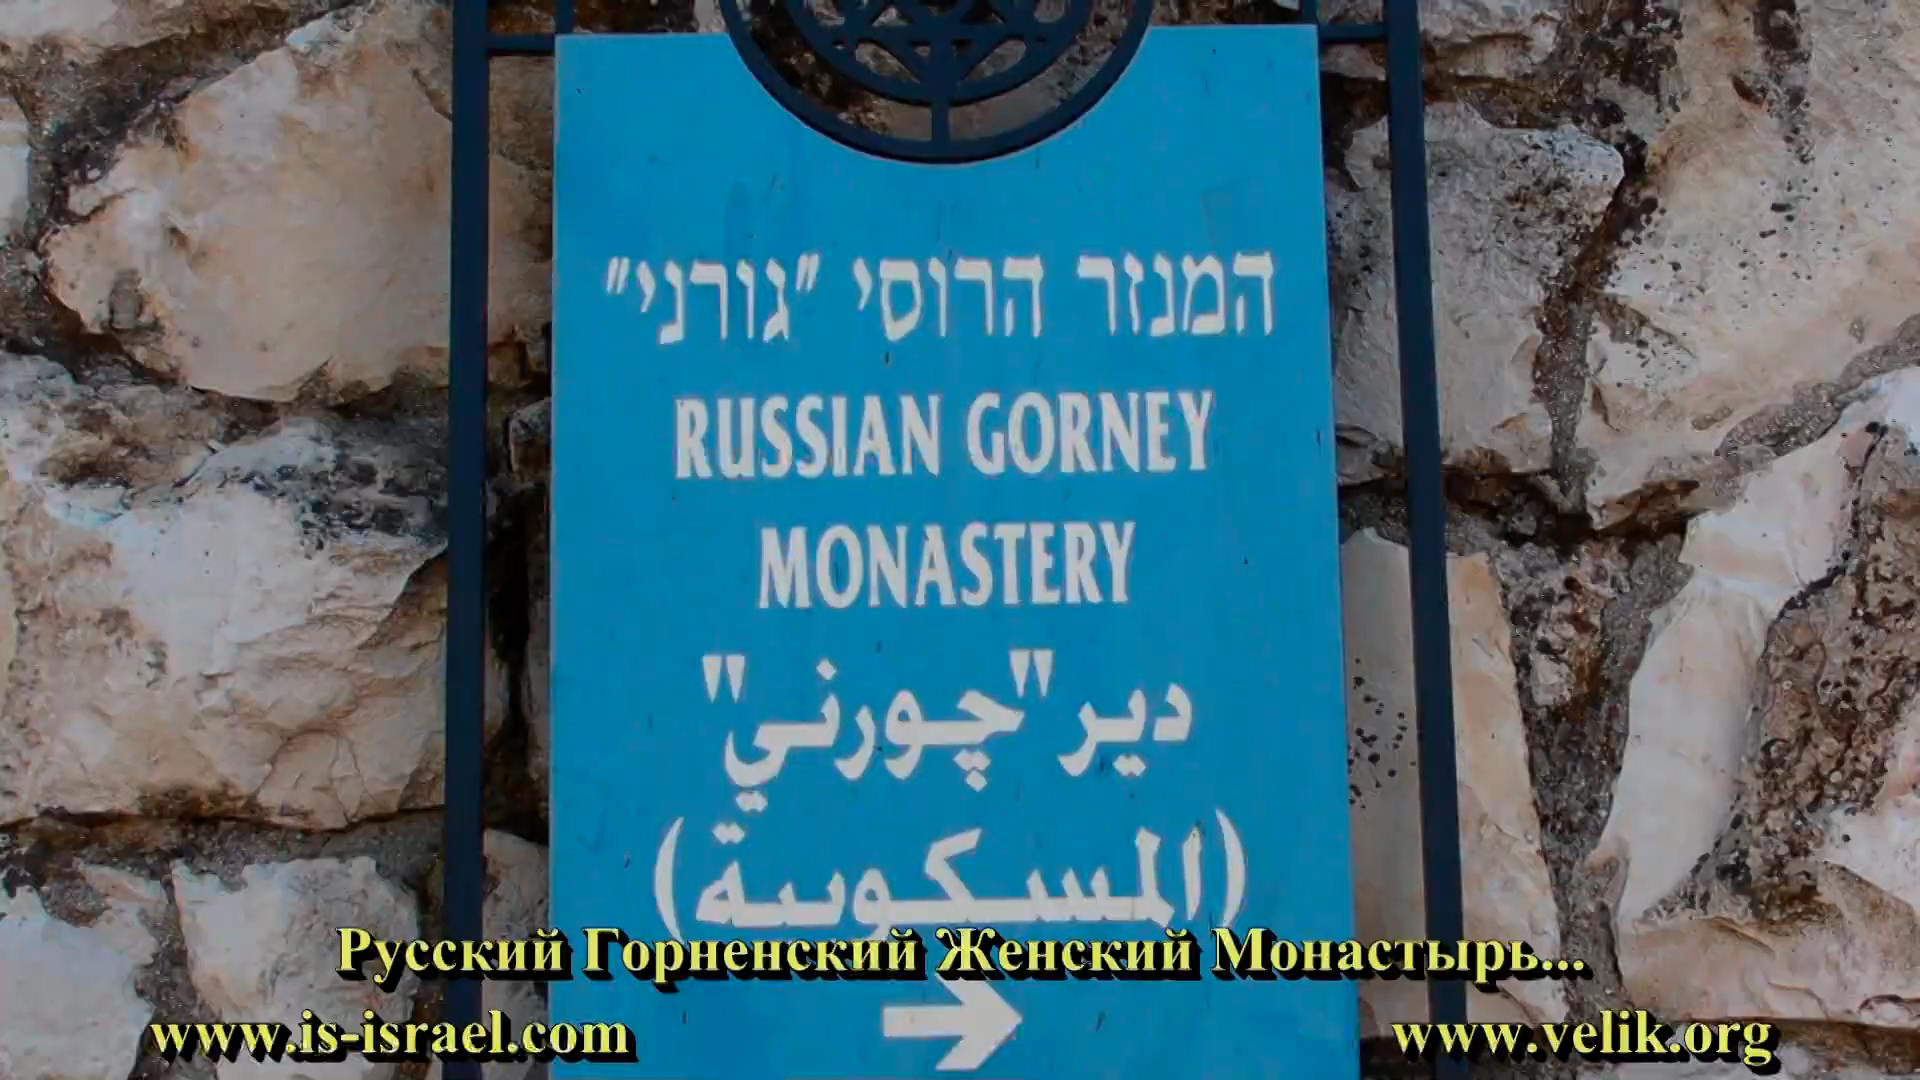 המנזר הרוסי "גורני"
RUSSIAN GORNEY
MONASTERY
دير "چورني"
(المسكوبية)
Русский Горненский Женский Монастырь...
www.is-israel.com
www.velik.org